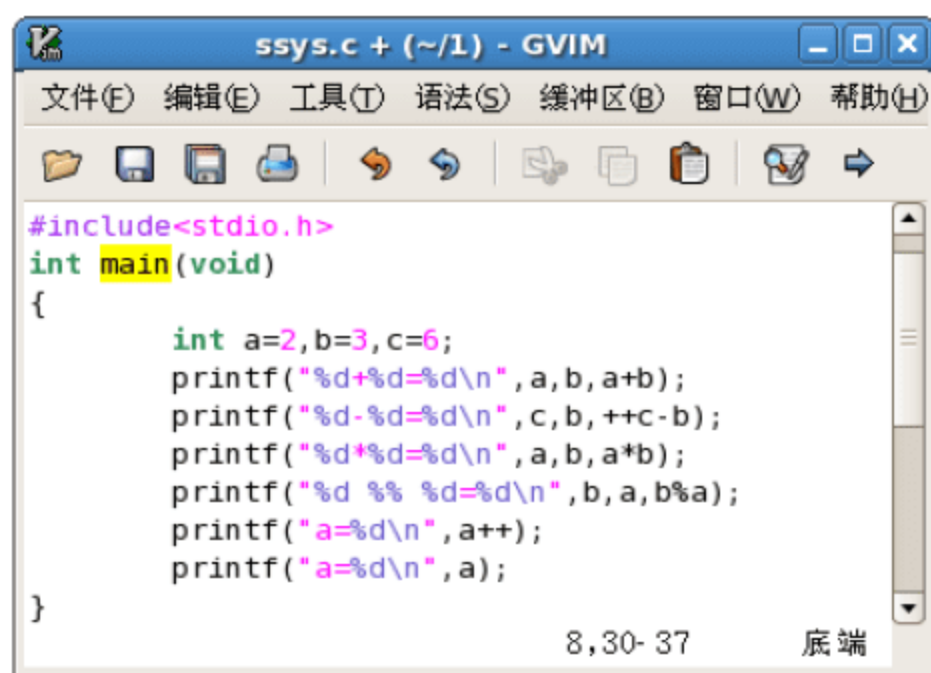 ssys.c + (~/1) - GVIM
文件(F) 编辑(E) 工具(T) 语法(S) 缓冲区(B) 窗口(W) 帮助(H)
#include<stdio.h>
int main(void)
{
        int a=2,b=3,c=6;
        printf("%d+%d=%d\n",a,b,a+b);
        printf("%d-%d=%d\n",c,b,++c-b);
        printf("%d*%d=%d\n",a,b,a*b);
        printf("%d %% %d=%d\n",b,a,b%a);
        printf("a=%d\n",a++);
        printf("a=%d\n",a);
}
8,30-37 底端